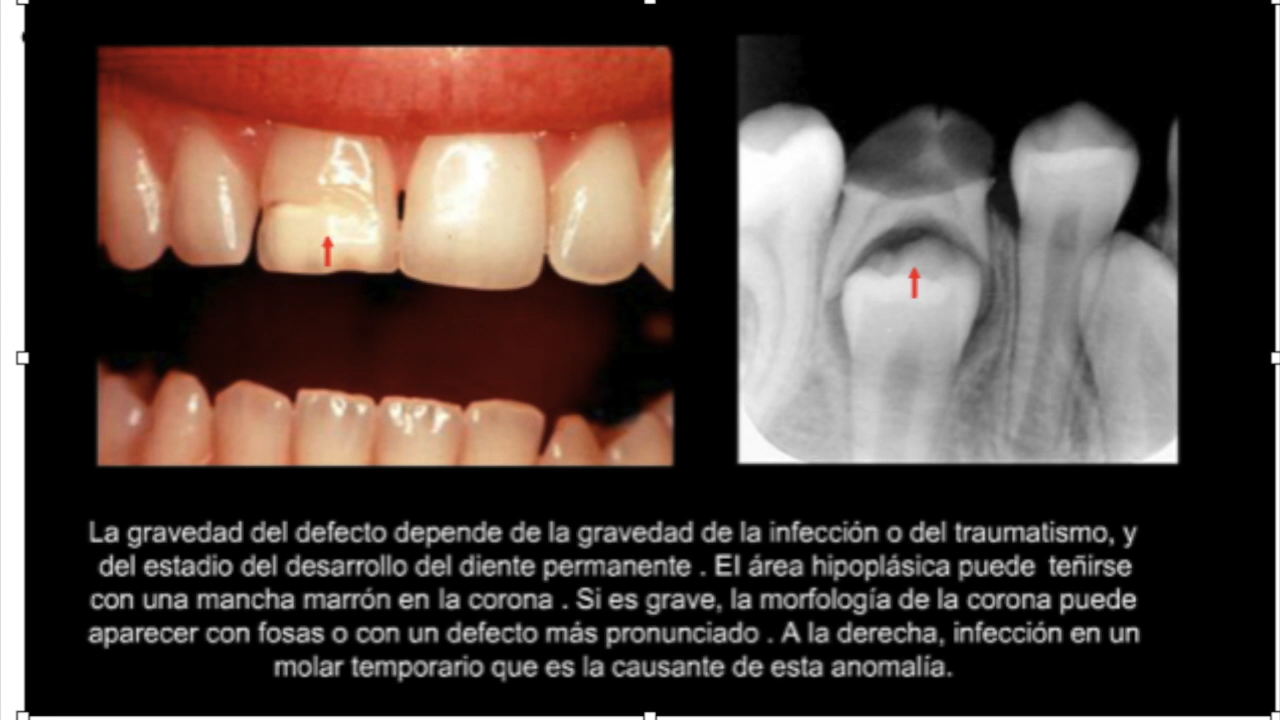 La gravedad del defecto depende de la gravedad de la infección o del traumatismo, y
del estadio del desarrollo del diente permanente . El área hipoplásica puede teñirse
con una mancha marrón en la corona . Si es grave, la morfología de la corona puede
aparecer con fosas o con un defecto más pronunciado . A la derecha, infección en un
molar temporario que es la causante de esta anomalía.